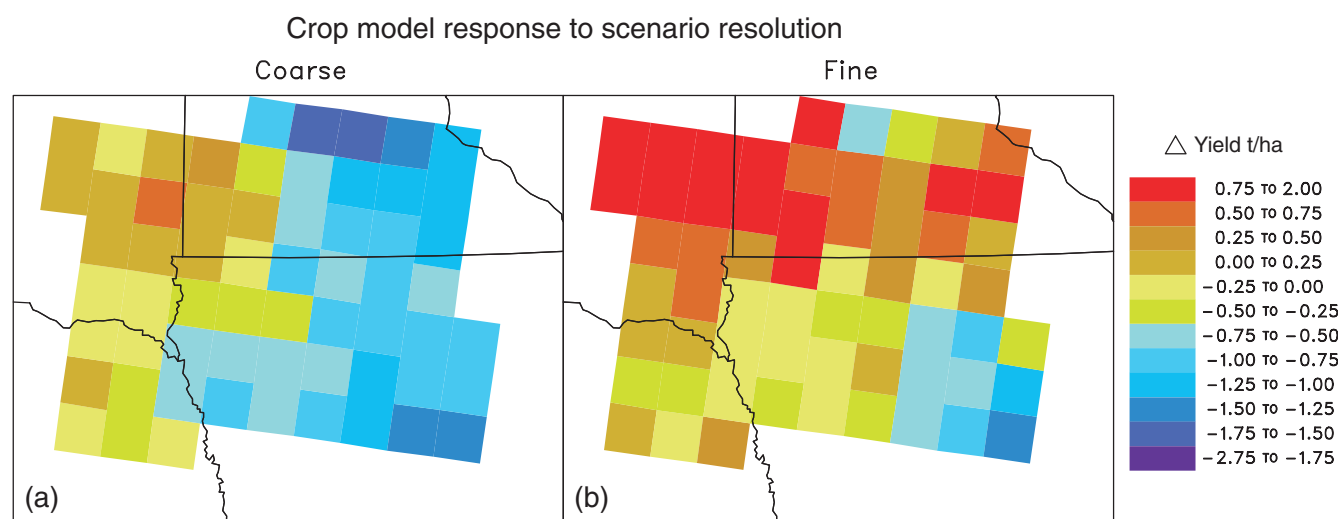 Crop model response to scenario resolution
Coarse
Fine
△ Yield t/ha
0.75 TO 2.00
0.50 TO 0.75
0.25 TO 0.50
0.00 TO 0.25
−0.25 TO 0.00
−0.50 TO −0.25
−0.75 TO −0.50
−1.00 TO −0.75
−1.25 TO −1.00
−1.50 TO −1.25
−1.75 TO −1.50
−2.75 TO −1.75
(a)
(b)